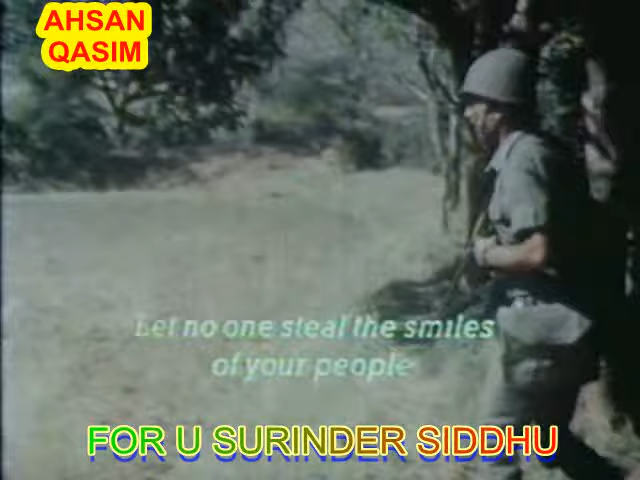 AHSAN
QASIM
Let no one steal the smiles
of your people
FOR U SURINDER SIDDHU